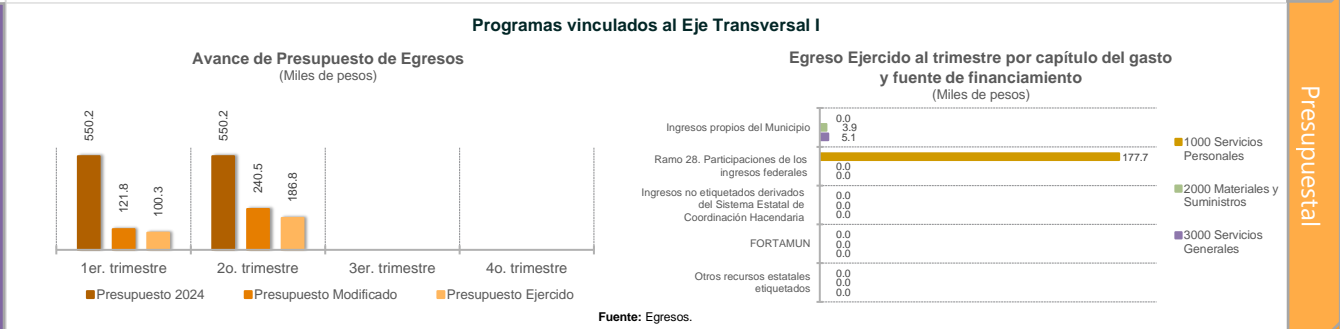 Programas vinculados al Eje Transversal I
Avance de Presupuesto de Egresos
(Miles de pesos)
550.2
121.8
100.3
550.2
240.5
186.8
1er. trimestre
2o. trimestre
3er. trimestre
4o. trimestre
Presupuesto 2024
Presupuesto Modificado
Presupuesto Ejercido
Egreso Ejercido al trimestre por capítulo del gasto
y fuente de financiamiento
(Miles de pesos)
Ingresos propios del Municipio
0.0
3.9
5.1
Ramo 28. Participaciones de los
ingresos federales
177.7
0.0
0.0
Ingresos no etiquetados derivados
del Sistema Estatal de
Coordinación Hacendaria
0.0
0.0
0.0
FORTAMUN
0.0
0.0
0.0
Otros recursos estatales
etiquetados
0.0
0.0
0.0
1000 Servicios
Personales
2000 Materiales y
Suministros
3000 Servicios
Generales
Fuente: Egresos.
Presupuestal